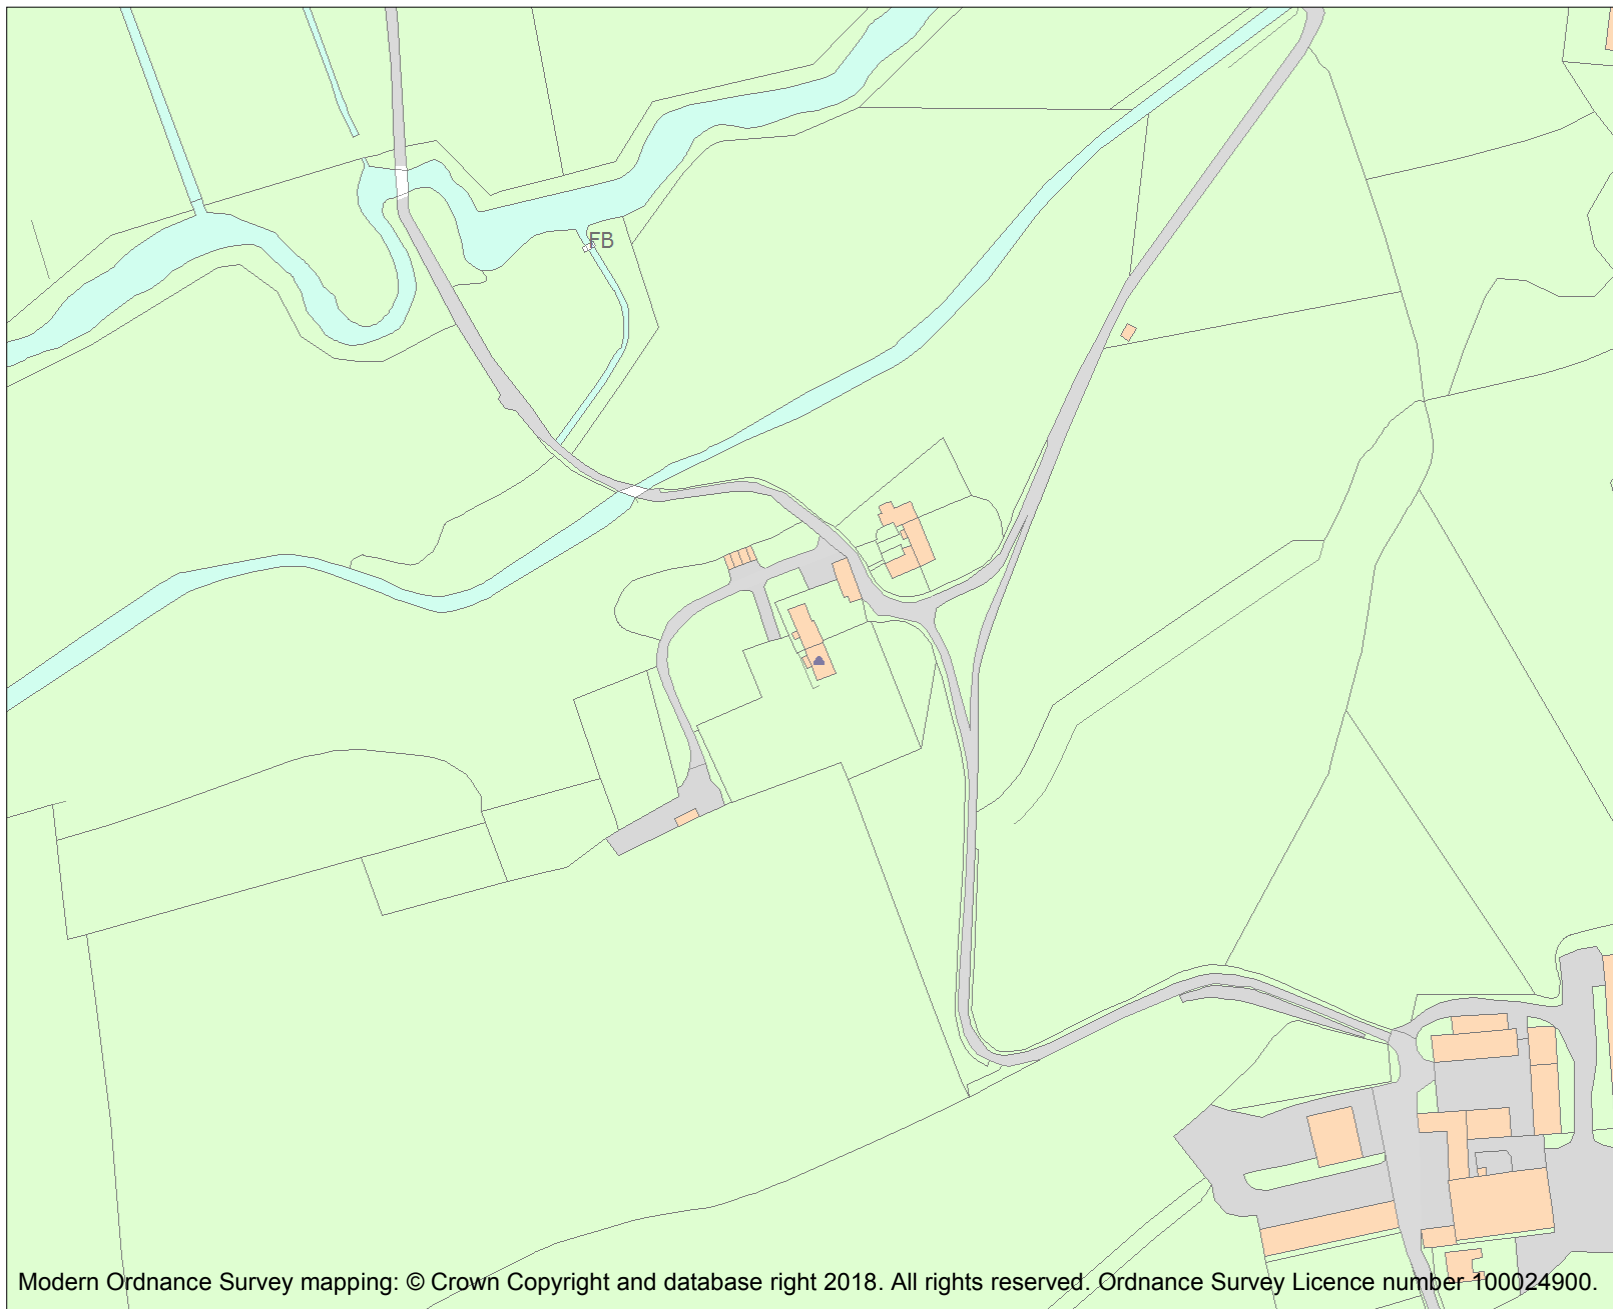 FB
Modern Ordnance Survey mapping: © Crown Copyright and database right 2018. All rights reserved. Ordnance Survey Licence number 100024900.